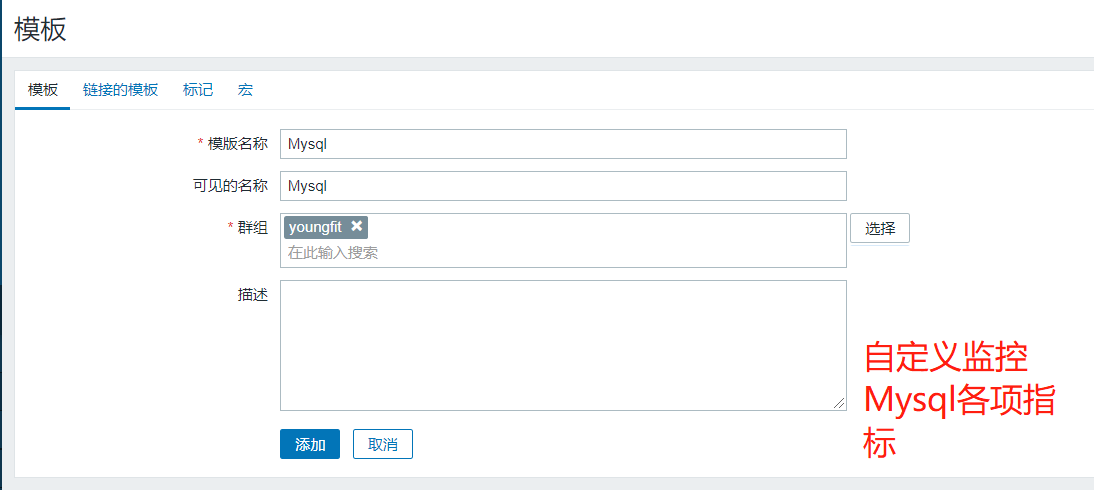 模板
模板 链接的模板 标记 宏
* 模版名称 Mysql
可见的名称 Mysql
* 群组 youngfit ✖ 选择
在此输入搜索
描述
自定义监控
Mysql各项指
标
添加 取消